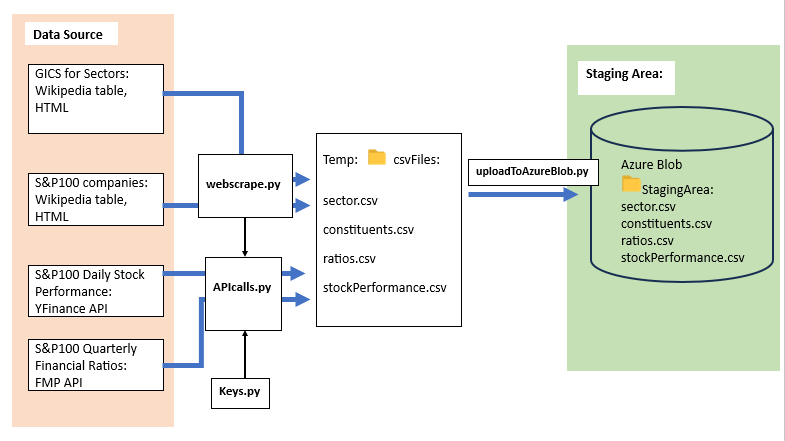 Data Source
GICS for Sectors:
Wikipedia table,
HTML
S&P100 companies:
Wikipedia table,
HTML
S&P100 Daily Stock
Performance:
YFinance API
S&P100 Quarterly
Financial Ratios:
FMP API
webscrape.py
APIcalls.py
Keys.py
Temp: csvFiles:
sector.csv
constituents.csv
ratios.csv
stockPerformance.csv
uploadToAzureBlob.py
Staging Area:
Azure Blob
StagingArea:
sector.csv
constituents.csv
ratios.csv
stockPerformance.csv